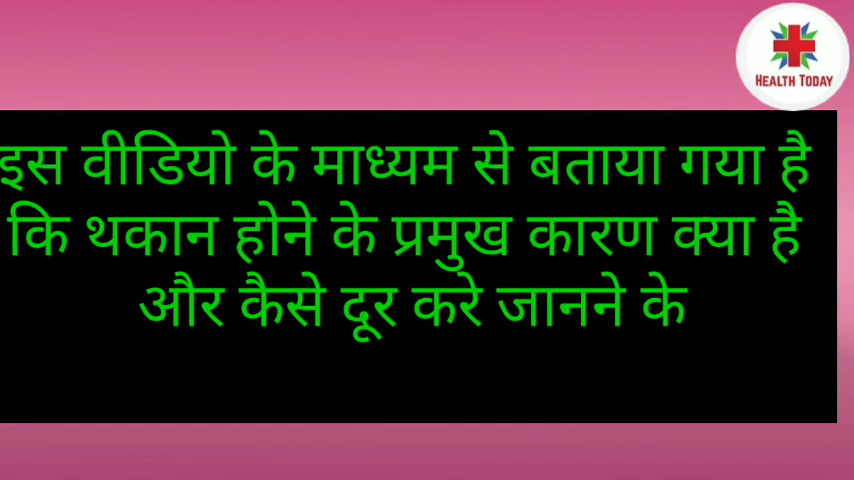 HEALTH TODAY
इस वीडियो के माध्यम से बताया गया है
कि थकान होने के प्रमुख कारण क्या है
और कैसे दूर करे जानने के